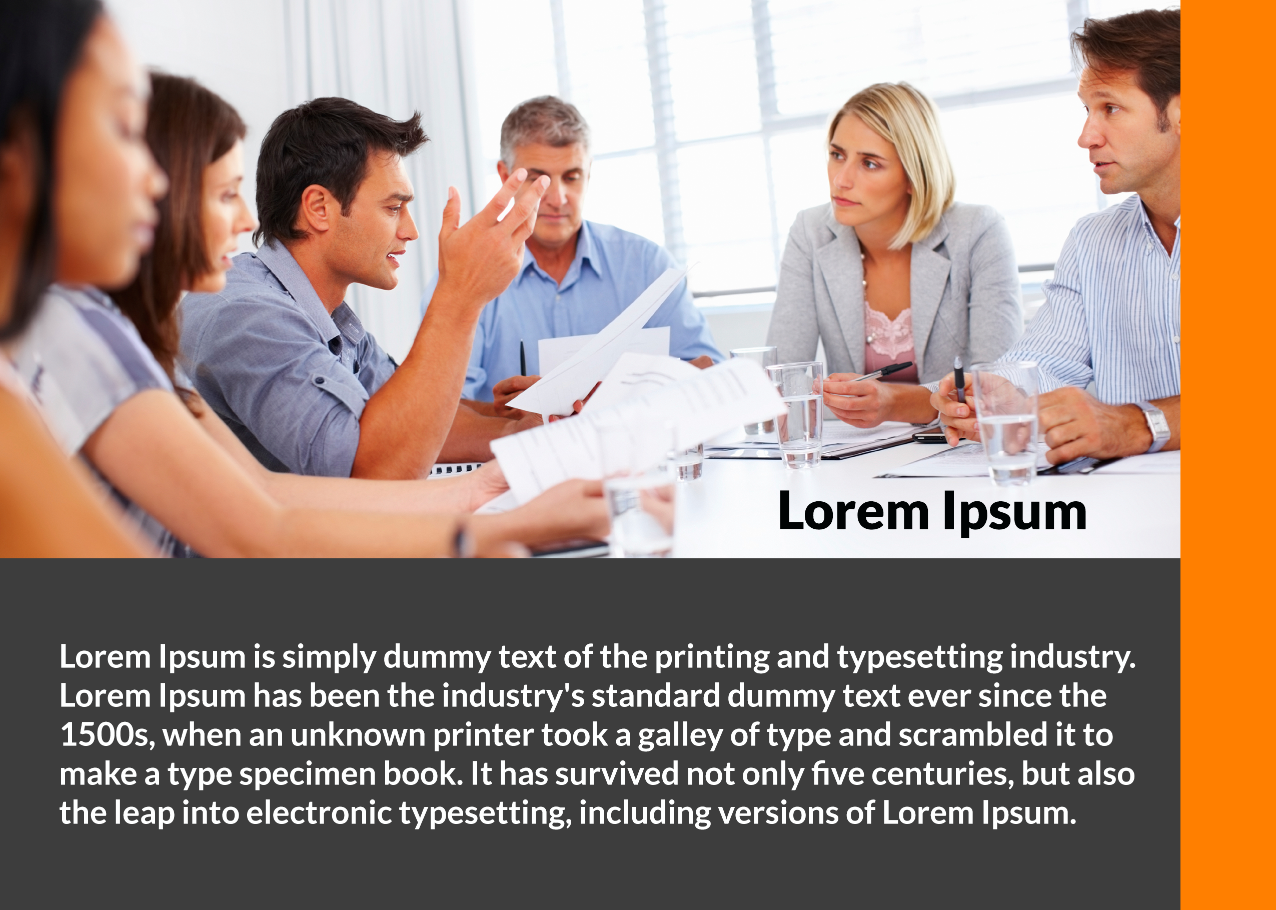 Lorem Ipsum
Lorem Ipsum is simply dummy text of the printing and typesetting industry.
Lorem Ipsum has been the industry's standard dummy text ever since the
1500s, when an unknown printer took a galley of type and scrambled it to
make a type specimen book. It has survived not only five centuries, but also
the leap into electronic typesetting, including versions of Lorem Ipsum.